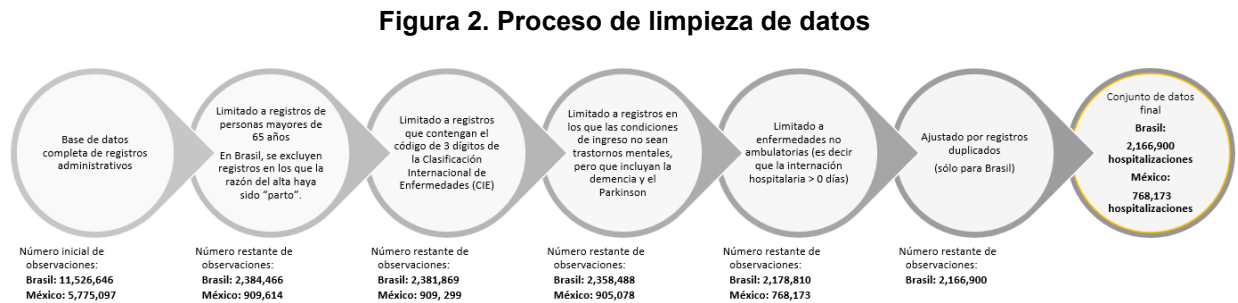 Figura 2. Proceso de limpieza de datos
Base de datos
completa de registros
administrativos
Número inicial de
observaciones:
Brasil: 11,526,646
México: 5,775,097
Limitado a registros de
personas mayores de
65 años
En Brasil, se excluyen
registros en los que la
razón del alta haya
sido “parto”.
Número restante de
observaciones:
Brasil: 2,384,466
México: 909,614
Limitado a registros
que contengan el
código de 3 dígitos de
la Clasificación
Internacional de
Enfermedades (CIE)
Número restante de
observaciones:
Brasil: 2,381,869
México: 909, 299
Limitado a registros en
los que las condiciones
de ingreso no sean
trastornos mentales,
pero que incluyan la
demencia y el
Parkinson
Número restante de
observaciones:
Brasil: 2,358,488
México: 905,078
Limitado a
enfermedades no
ambulatorias (es decir
que la internación
hospitalaria > 0 días)
Número restante de
observaciones:
Brasil: 2,178,810
México: 768,173
Ajustado por registros
duplicados
(sólo para Brasil)
Número restante de
observaciones:
Brasil: 2,166,900
Conjunto de datos
final
Brasil:
2,166,900
hospitalizaciones
México:
768,173
hospitalizaciones